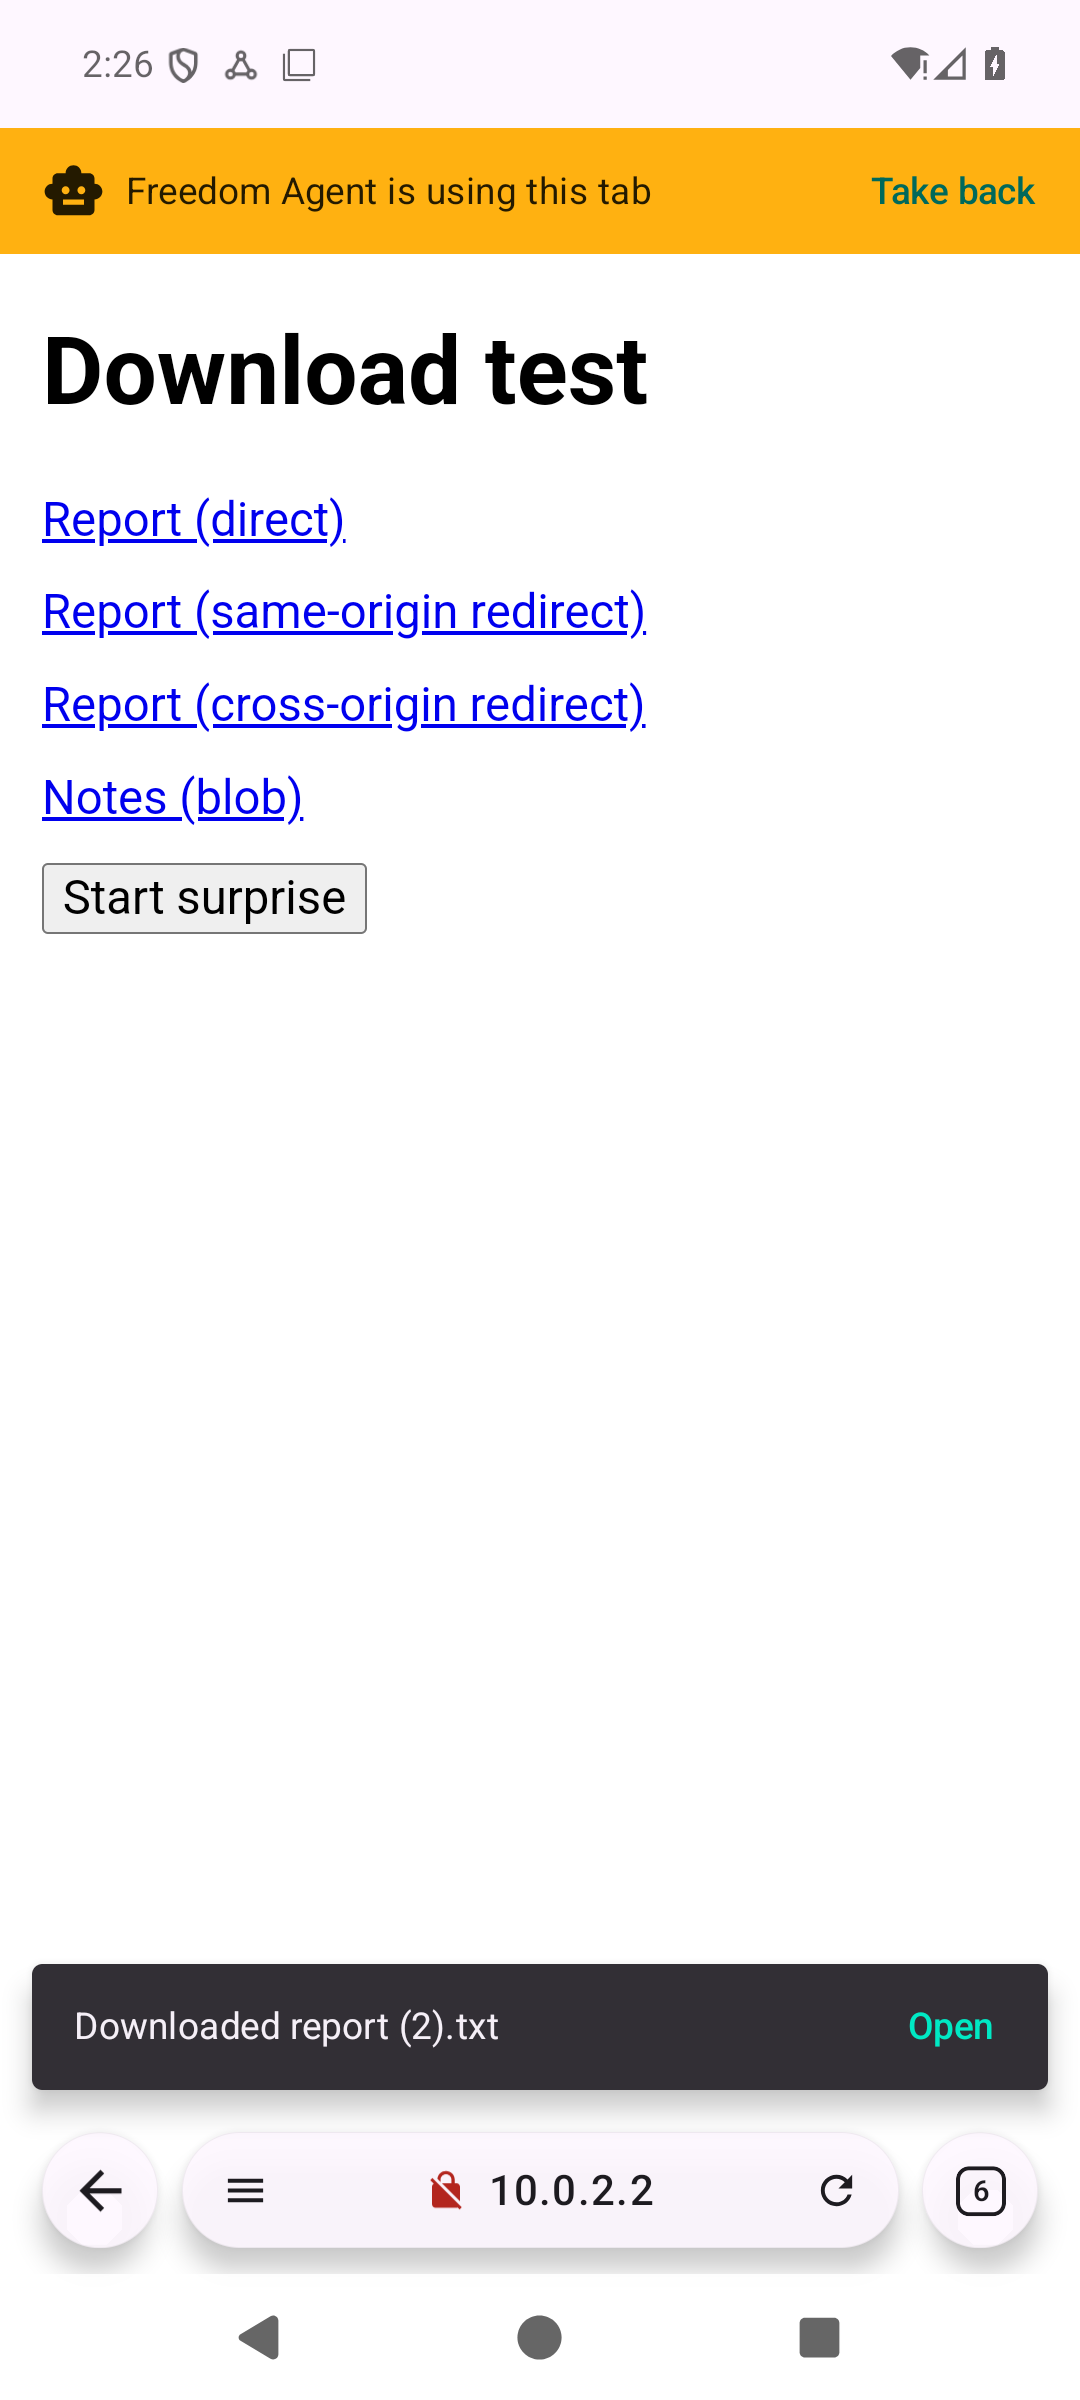 2:26
Freedom Agent is using this tab
Take back
Download test
Report (direct)
Report (same-origin redirect)
Report (cross-origin redirect)
Notes (blob)
Start surprise
Downloaded report (2).txt
Open
10.0.2.2
6